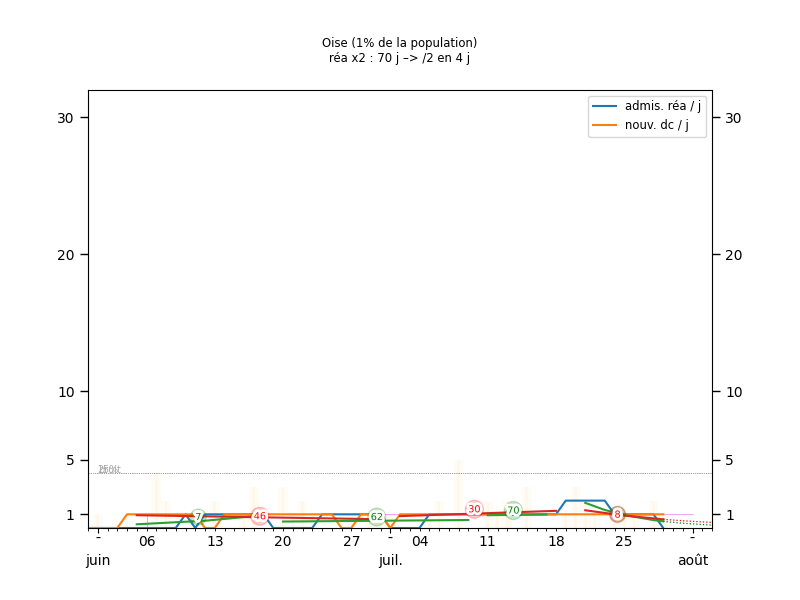 Oise (1% de la population)
réa x2 : 70 j –> /2 en 4 j
admis. réa / j
nouv. dc / j
30 30
20 20
10 10
5 5
1 1
7 46 62 30 70 8
- 06 13 20 27 - 04 11 18 25 -
juin juil. août